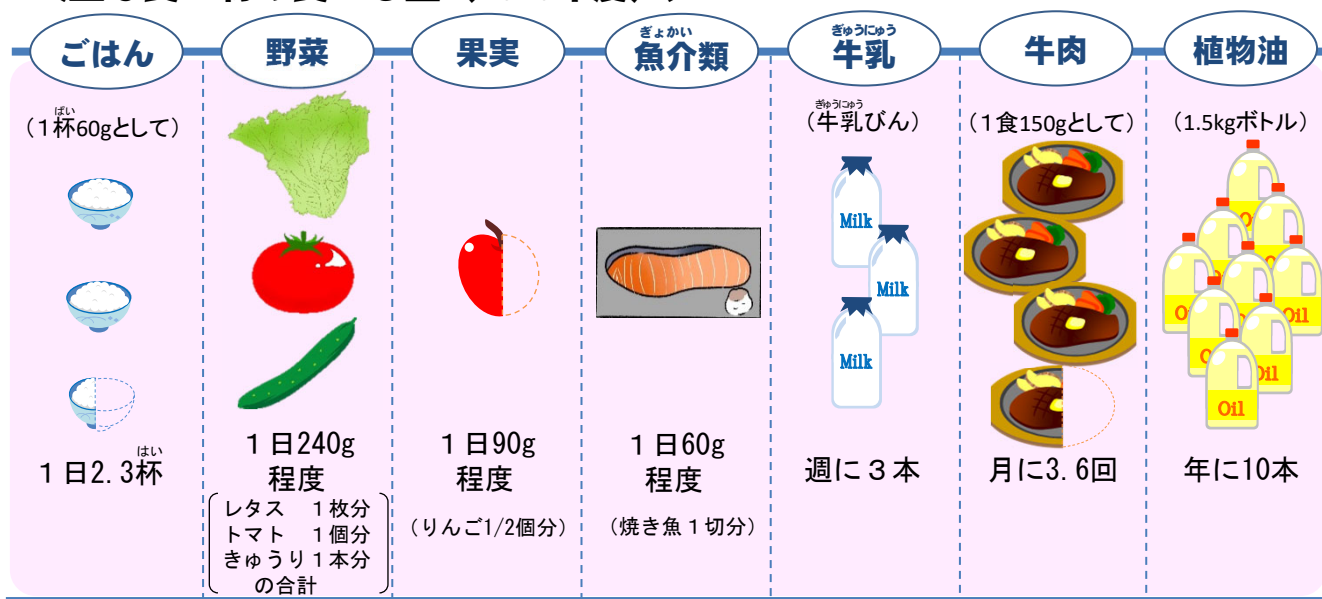 ごはん
野菜
果実
ぎょかい
魚介類
ぎゅうにゅう
牛乳
牛肉
植物油
ばい
(１杯60gとして)
ぎゅうにゅう
(牛乳びん)
(１食150gとして)
(1.5kgボトル)
Milk
Milk
Milk
Oil
Oil
Oil
Oil
Oil
はい
１日2.3杯
１日240g
程度
レタス　１枚分
トマト　１個分
きゅうり１本分
の合計
１日90g
程度
(りんご1/2個分)
１日60g
程度
(焼き魚１切分)
週に３本
月に3.6回
年に10本